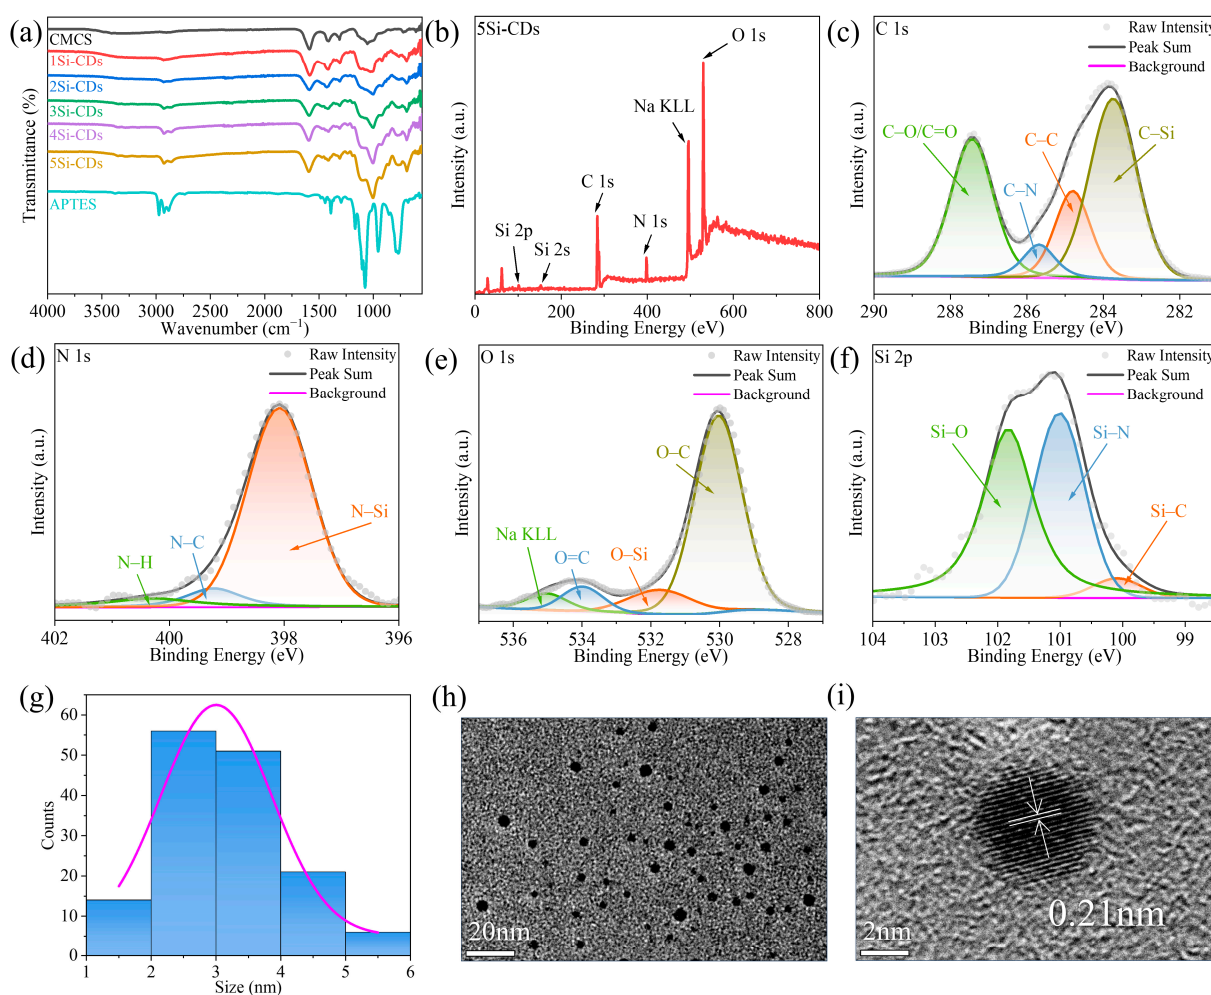 (a)
CMCS
1Si-CDs
2Si-CDs
3Si-CDs
4Si-CDs
5Si-CDs
APTES
Transmittance (%)
4000 3500 3000 2500 2000 1500 1000
Wavenumber (cm⁻¹)
(b)
5Si-CDs
O 1s
Na KLL
C 1s
N 1s
Si 2p
Si 2s
Intensity (a.u.)
0 200 400 600 800
Binding Energy (eV)
(c)
C 1s
Raw Intensity
Peak Sum
Background
C–O/C=O
C–N
C–C
C–Si
Intensity (a.u.)
290 288 286 284 282
Binding Energy (eV)
(d)
N 1s
Raw Intensity
Peak Sum
Background
N–H
N–C
N–Si
Intensity (a.u.)
402 400 398 396
Binding Energy (eV)
(e)
O 1s
Raw Intensity
Peak Sum
Background
O–C
Na KLL
O=C
O–Si
Intensity (a.u.)
536 534 532 530 528
Binding Energy (eV)
(f)
Si 2p
Raw Intensity
Peak Sum
Background
Si–O
Si–N
Si–C
Intensity (a.u.)
104 103 102 101 100 99
Binding Energy (eV)
(g)
60
50
40
30
20
10
0
Counts
1 2 3 4 5 6
Size (nm)
(h)
20nm
(i)
0.21nm
2nm